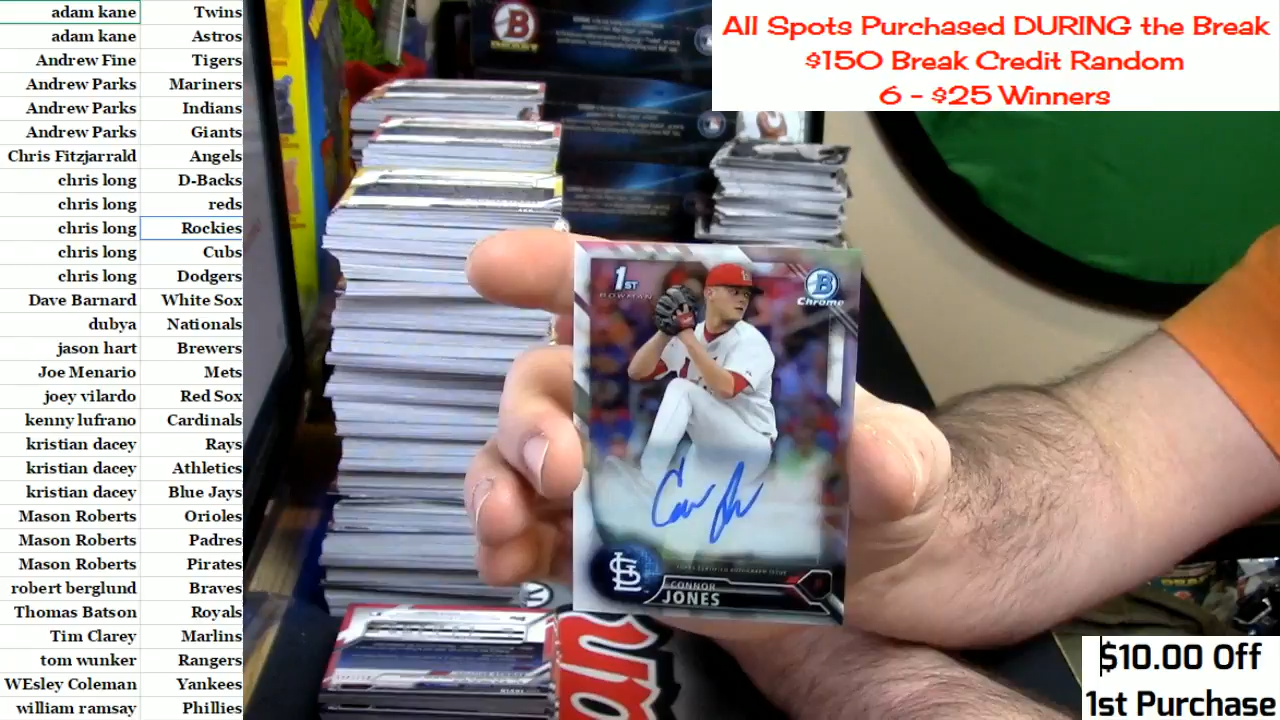 adam kane Twins
adam kane Astros
Andrew Fine Tigers
Andrew Parks Mariners
Andrew Parks Indians
Andrew Parks Giants
Chris Fitzjarrald Angels
chris long D-Backs
chris long reds
chris long Rockies
chris long Cubs
chris long Dodgers
Dave Barnard White Sox
dubya Nationals
jason hart Brewers
Joe Menario Mets
joey vilardo Red Sox
kenny lufrano Cardinals
kristian dacey Rays
kristian dacey Athletics
kristian dacey Blue Jays
Mason Roberts Orioles
Mason Roberts Padres
Mason Roberts Pirates
robert berglund Braves
Thomas Batson Royals
Tim Clarey Marlins
tom wunker Rangers
WEsley Coleman Yankees
william ramsay Phillies
All Spots Purchased DURING the Break
$150 Break Credit Random
6 - $25 Winners
B
DRAFT
1ST
BOWMAN
B
Chrome
TOPPS CERTIFIED AUTOGRAPH ISSUE
STL
CONNOR
JONES
$10.00 Off
1st Purchase